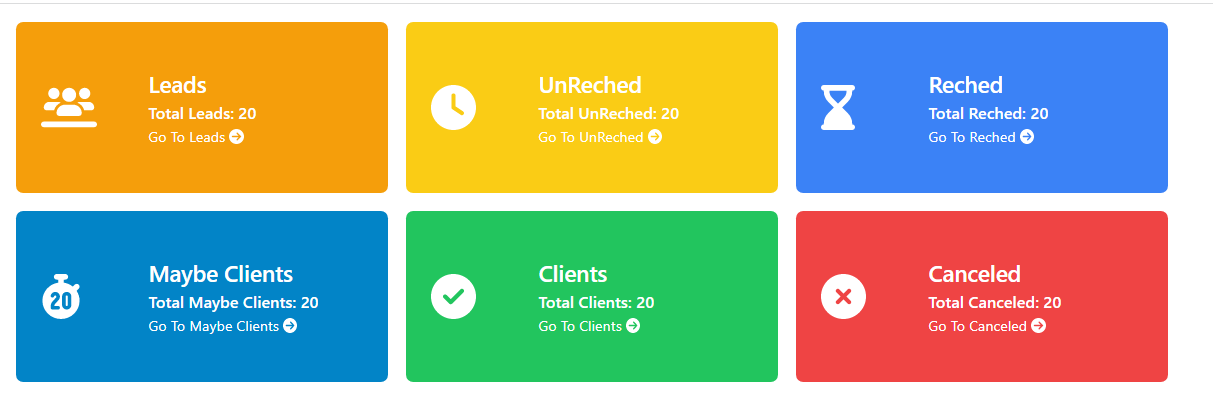 Leads
Total Leads: 20
Go To Leads
UnReched
Total UnReched: 20
Go To UnReched
Reched
Total Reched: 20
Go To Reched
20
Maybe Clients
Total Maybe Clients: 20
Go To Maybe Clients
Clients
Total Clients: 20
Go To Clients
Canceled
Total Canceled: 20
Go To Canceled